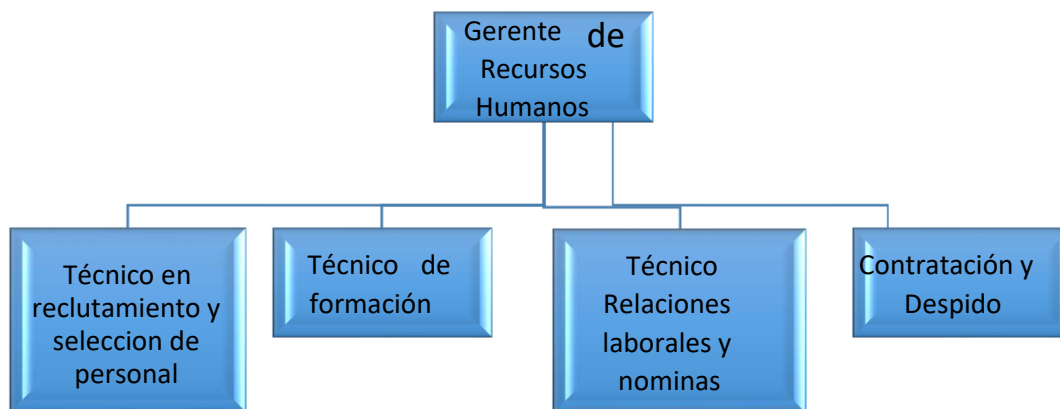 Gerente de
Recursos
Humanos
Técnico en
reclutamiento y
seleccion de
personal
Técnico de
formación
Técnico
Relaciones
laborales y
nominas
Contratación y
Despido